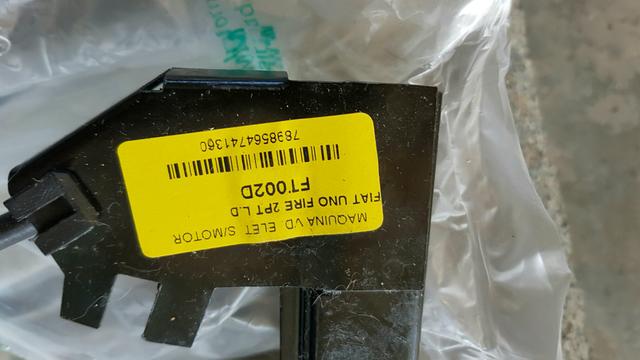 MAQUINA VD. ELET. S/MOTOR
FIAT UNO FIRE 2PT L.D
FT002D
7898564741360